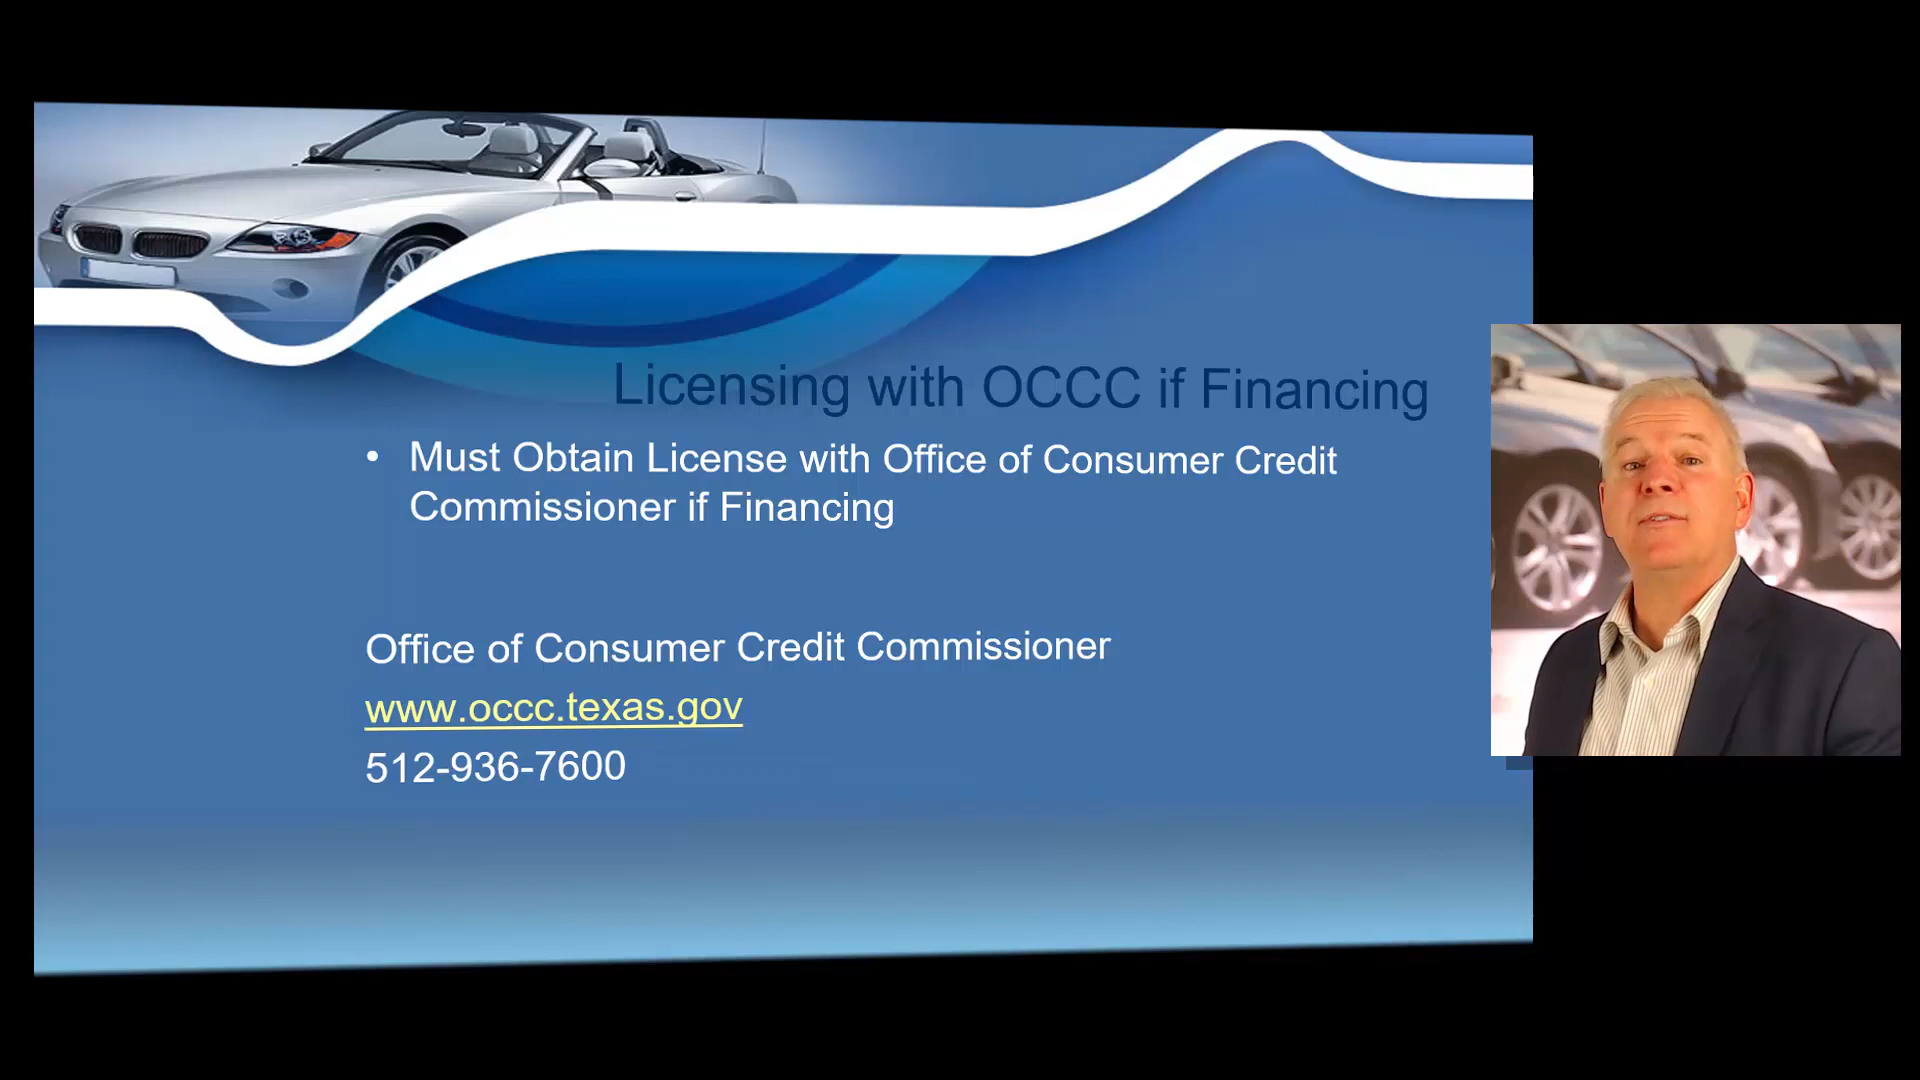 Licensing with OCCC if Financing
• Must Obtain License with Office of Consumer Credit
Commissioner if Financing
Office of Consumer Credit Commissioner
www.occc.texas.gov
512-936-7600